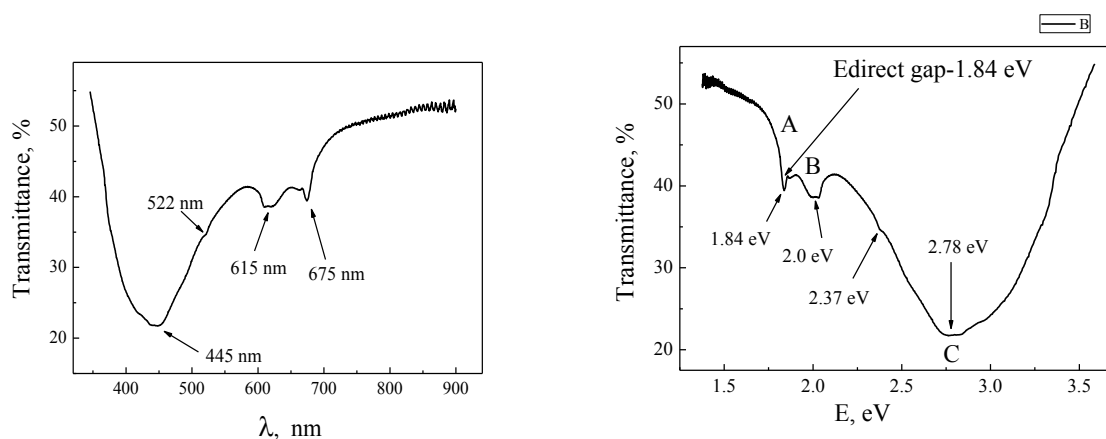 50
40
30
20
Transmittance, %
522 nm
615 nm
675 nm
445 nm
400 500 600 700 800 900
λ, nm
B
Edirect gap-1.84 eV
50
40
30
20
Transmittance, %
A
B
1.84 eV
2.0 eV
2.78 eV
2.37 eV
C
1.5 2.0 2.5 3.0 3.5
E, eV